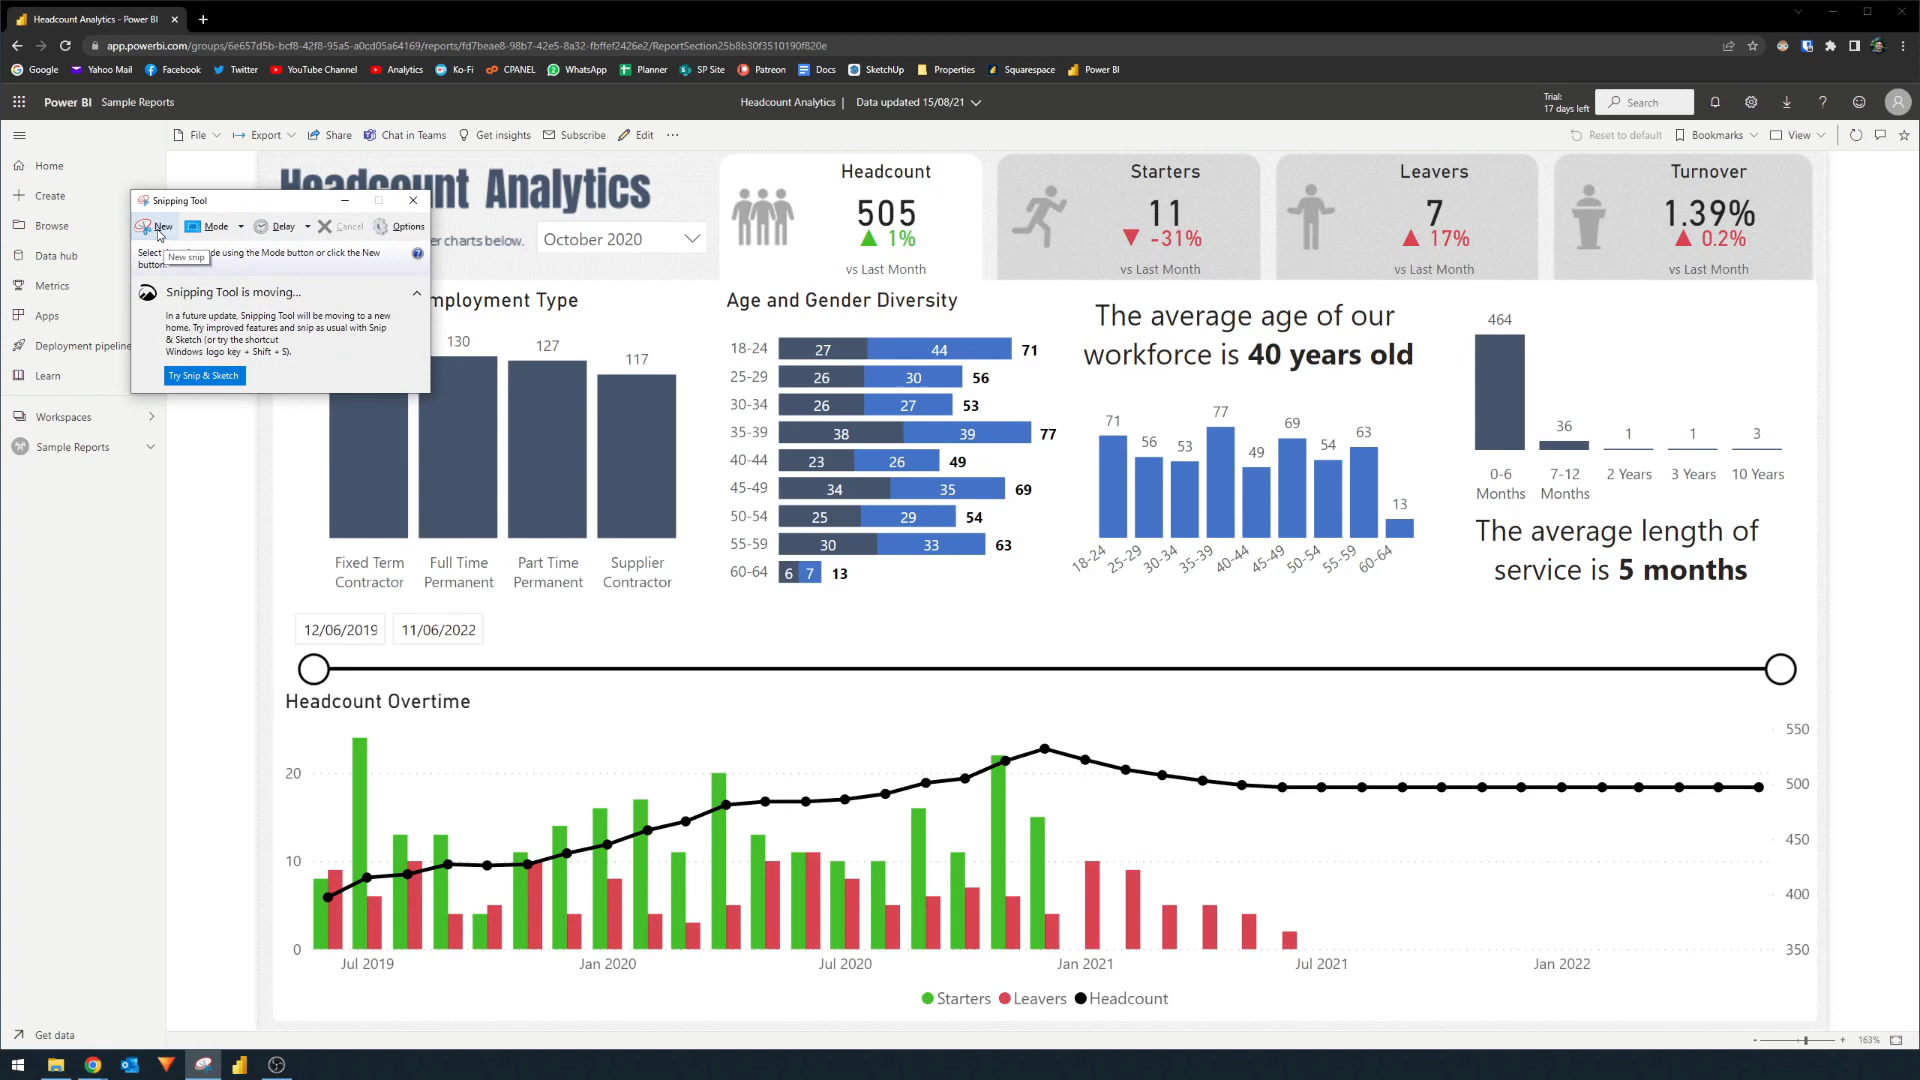 Headcount Analytics - Power BI
app.powerbi.com/groups/6e657d5b-bcf8-42f8-95a5-a0cd05a64169/reports/fd7beae8-98b7-42e5-8a32-fbffef2426e2/ReportSection25b8b30f3510190f820e
Google Yahoo Mail Facebook Twitter YouTube Channel Analytics Ko-Fi CPANEL WhatsApp Planner SP Site Patreon Docs SketchUp Properties Squarespace Power BI
Power BI Sample Reports
Headcount Analytics | Data updated 15/08/21
Trial:
17 days left
Search
File Export Share Chat in Teams Get insights Subscribe Edit ...
Reset to default Bookmarks View
Home
Create
Browse
Data hub
Metrics
Apps
Deployment pipeline
Learn
Workspaces
Sample Reports
Get data
Snipping Tool
New Mode Delay Cancel Options
Select de using the Mode button or click the New
button.
New snip
Snipping Tool is moving...
In a future update, Snipping Tool will be moving to a new
home. Try improved features and snip as usual with Snip
& Sketch (or try the shortcut
Windows logo key + Shift + S).
Try Snip & Sketch
Headcount Analytics
er charts below.
October 2020
Headcount
505
1%
vs Last Month
Starters
11
-31%
vs Last Month
Leavers
7
17%
vs Last Month
Turnover
1.39%
0.2%
vs Last Month
mployment Type
130 127 117
Fixed Term
Contractor
Full Time
Permanent
Part Time
Permanent
Supplier
Contractor
Age and Gender Diversity
18-24 27 44 71
25-29 26 30 56
30-34 26 27 53
35-39 38 39 77
40-44 23 26 49
45-49 34 35 69
50-54 25 29 54
55-59 30 33 63
60-64 6 7 13
The average age of our
workforce is 40 years old
71 56 53 77 49 69 54 63 13
18-24 25-29 30-34 35-39 40-44 45-49 50-54 55-59 60-64
464 36 1 1 3
0-6
Months
7-12
Months
2 Years 3 Years 10 Years
The average length of
service is 5 months
12/06/2019 11/06/2022
Headcount Overtime
20
10
0
550
500
450
400
350
Jul 2019 Jan 2020 Jul 2020 Jan 2021 Jul 2021 Jan 2022
Starters Leavers Headcount
- + 163%